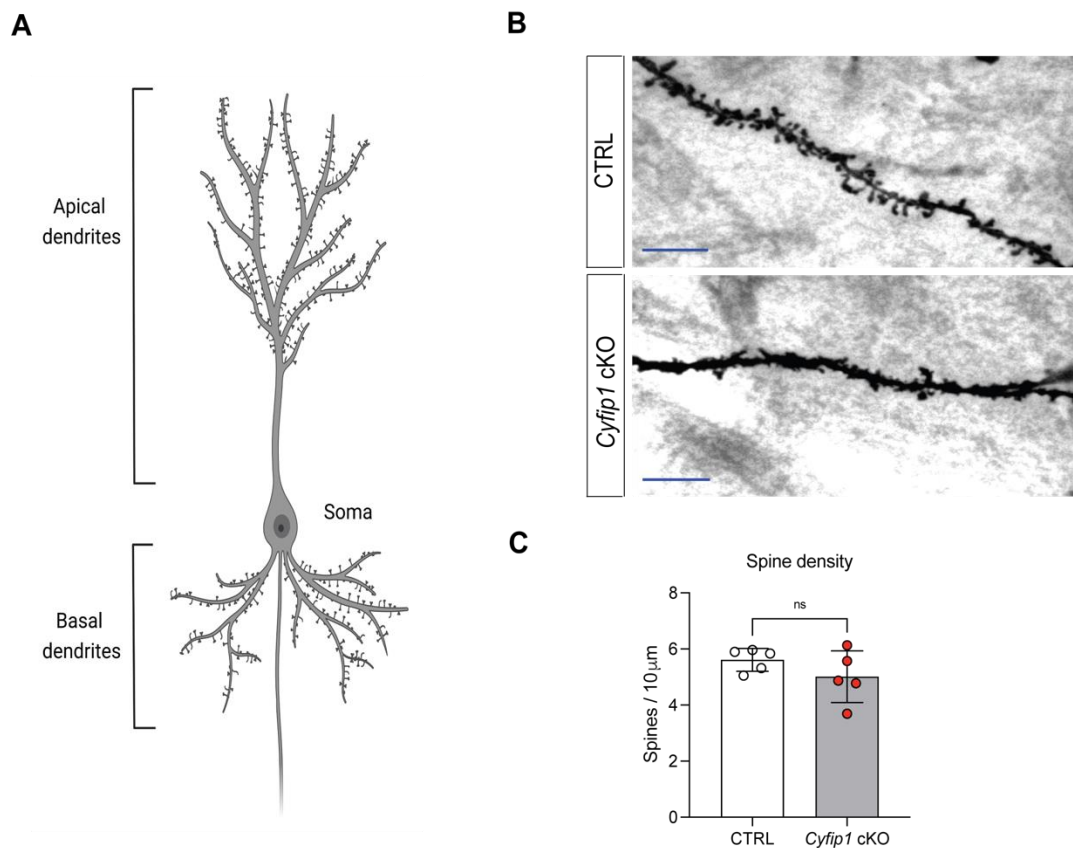 A
Apical
dendrites
Soma
Basal
dendrites
B
CTRL
Cyfip1 cKO
C
Spine density
ns
Spines / 10µm
8
6
4
2
0
CTRL
Cyfip1 cKO